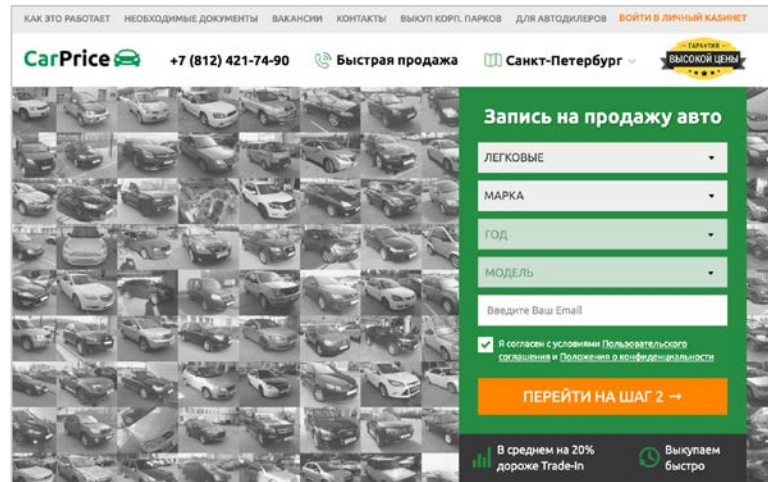 КАК ЭТО РАБОТАЕТ НЕОБХОДИМЫЕ ДОКУМЕНТЫ ВАКАНСИИ КОНТАКТЫ ВЫКУП КОРП. ПАРКОВ ДЛЯ АВТОДИЛЕРОВ ВОЙТИ В ЛИЧНЫЙ КАБИНЕТ
CarPrice +7 (812) 421-74-90 Быстрая продажа Санкт-Петербург
ГАРАНТИЯ
ВЫСОКОЙ ЦЕНЫ
Запись на продажу авто
ЛЕГКОВЫЕ
МАРКА
ГОД
МОДЕЛЬ
Введите Ваш Email
Я согласен с условиями Пользовательского
соглашения и Положения о конфиденциальности
ПЕРЕЙТИ НА ШАГ 2 →
В среднем на 20%
дороже Trade-In
Выкупаем
быстро